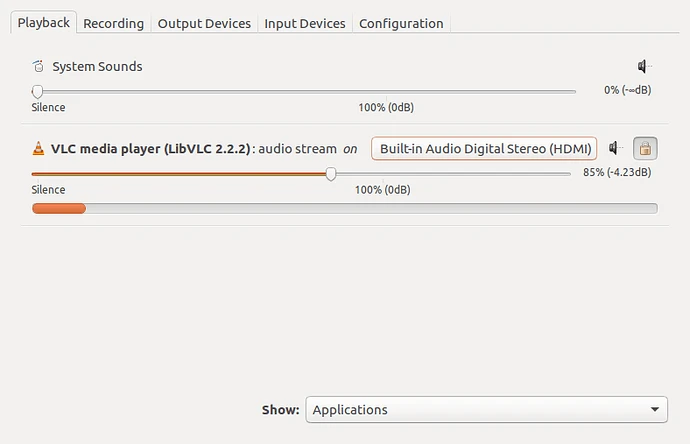 Playback Recording Output Devices Input Devices Configuration
System Sounds
0% (-∞dB)
Silence 100% (0dB)
VLC media player (LibVLC 2.2.2): audio stream on Built-in Audio Digital Stereo (HDMI)
85% (-4.23dB)
Silence 100% (0dB)
Show: Applications